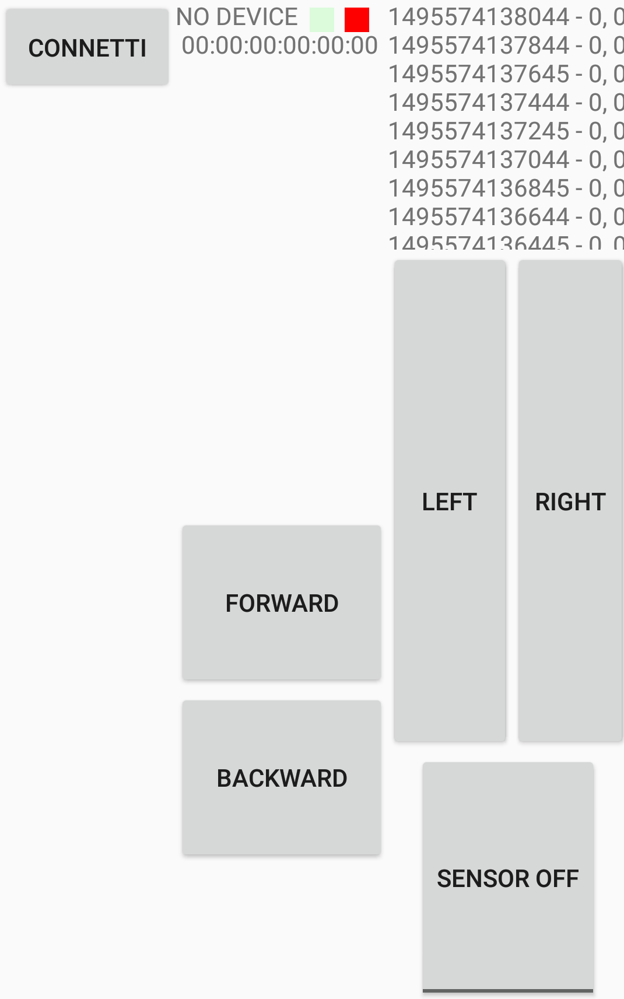 CONNETTI
NO DEVICE
00:00:00:00:00:00
1495574138044 - 0, 0
1495574137844 - 0, 0
1495574137645 - 0, 0
1495574137444 - 0, 0
1495574137245 - 0, 0
1495574137044 - 0, 0
1495574136845 - 0, 0
1495574136644 - 0, 0
1495574136445 - 0, 0
LEFT
RIGHT
FORWARD
BACKWARD
SENSOR OFF